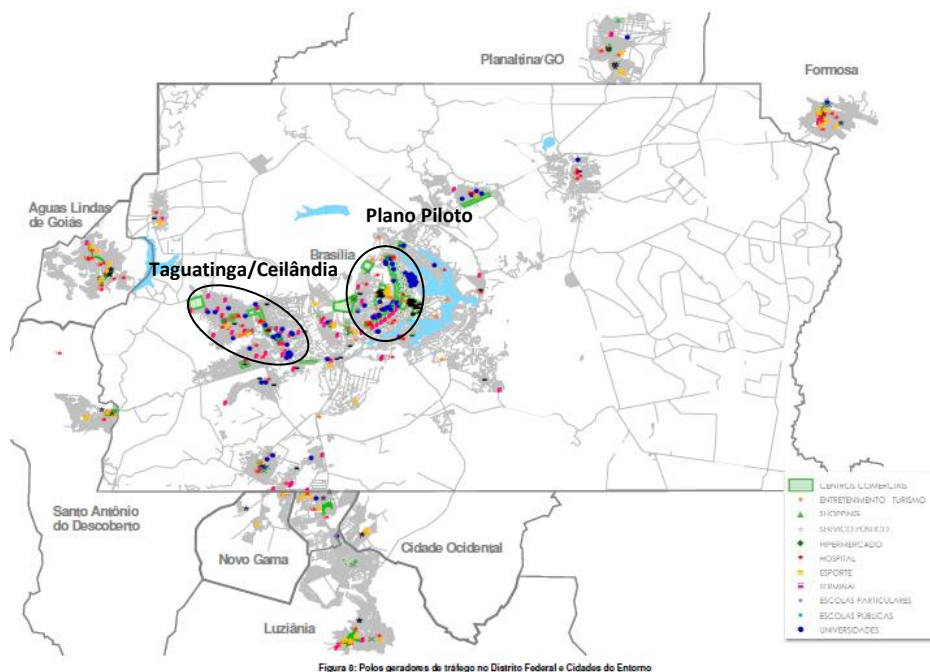 Planaltina/GO
Formosa
Aguas Lindas
de Goiás
Plano Piloto
Brasília
Taguatinga/Ceilândia
Santo Antônio
do Descoberto
Novo Gama
Cidade Ocidental
Luziânia
CENTROS COMERCIAIS
ENTRETENIMENTO TURISMO
SHOPPING
SERVIÇO PÚBLICO
HIPERMERCADO
HOSPITAL
ESPORTE
TERMINAL
ESCOLAS PARTICULARES
ESCOLAS PÚBLICAS
UNIVERSIDADES
Figura 8: Polos geradores de tráfego no Distrito Federal e Cidades do Entorno